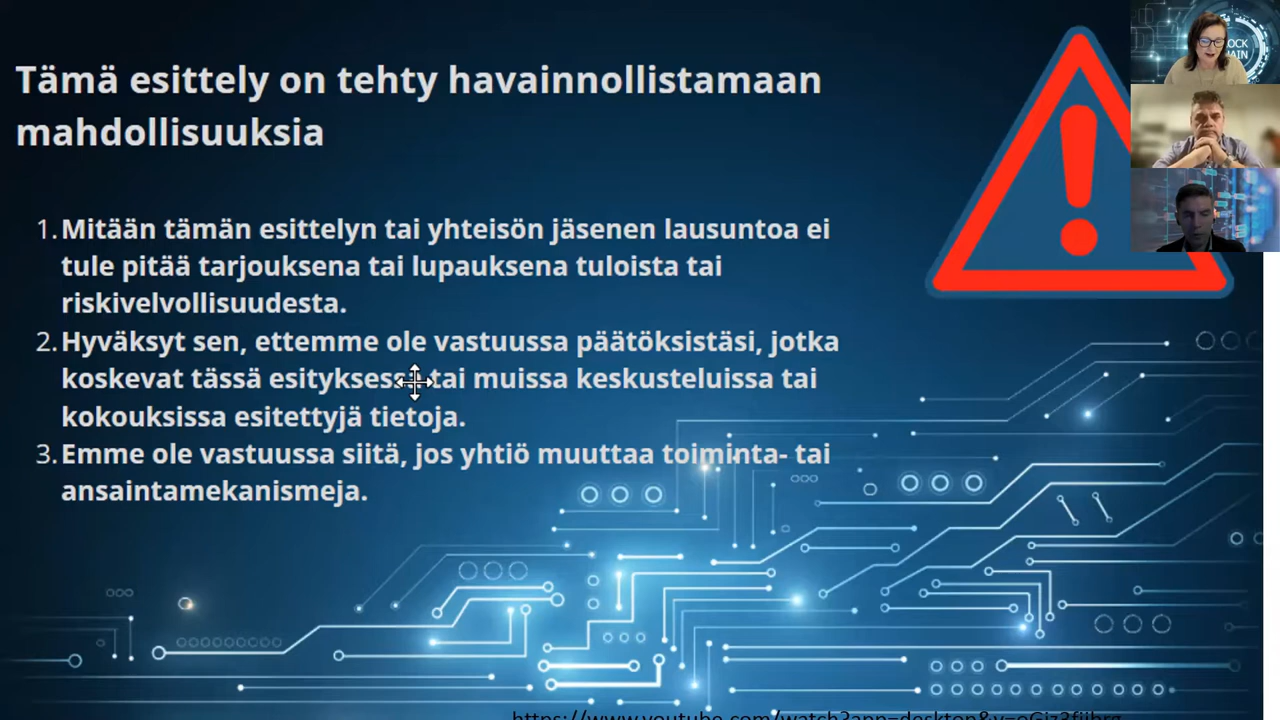 Tämä esittely on tehty havainnollistamaan
mahdollisuuksia
1. Mitään tämän esittelyn tai yhteisön jäsenen lausuntoa ei
tule pitää tarjouksena tai lupauksena tuloista tai
riskivelvollisuudesta.
2. Hyväksyt sen, ettemme ole vastuussa päätöksistäsi, jotka
koskevat tässä esityksessä tai muissa keskusteluissa tai
kokouksissa esitettyjä tietoja.
3. Emme ole vastuussa siitä, jos yhtiö muuttaa toiminta- tai
ansaintamekanismeja.